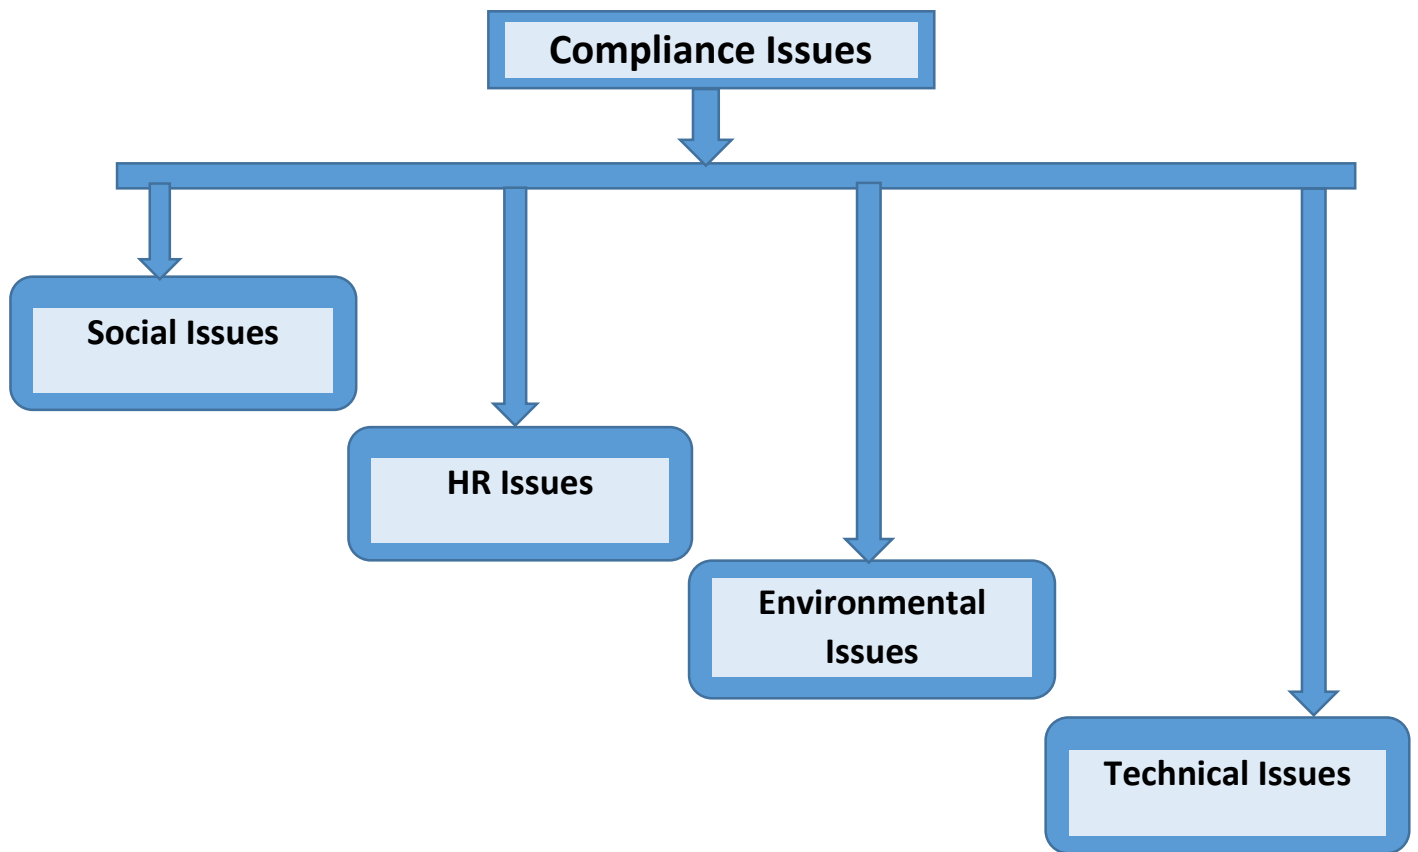 Compliance Issues
Social Issues
HR Issues
Environmental
Issues
Technical Issues